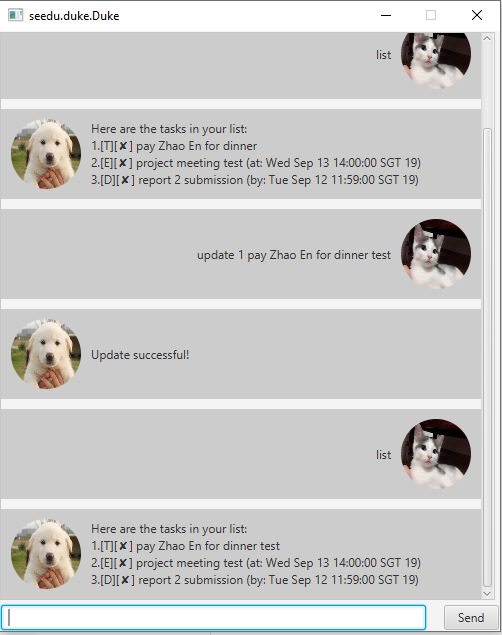 seedu.duke.Duke
list
Here are the tasks in your list:
1.[T][✘] pay Zhao En for dinner
2.[E][✘] project meeting test (at: Wed Sep 13 14:00:00 SGT 19)
3.[D][✘] report 2 submission (by: Tue Sep 12 11:59:00 SGT 19)
update 1 pay Zhao En for dinner test
Update successful!
list
Here are the tasks in your list:
1.[T][✘] pay Zhao En for dinner test
2.[E][✘] project meeting test (at: Wed Sep 13 14:00:00 SGT 19)
3.[D][✘] report 2 submission (by: Tue Sep 12 11:59:00 SGT 19)
Send